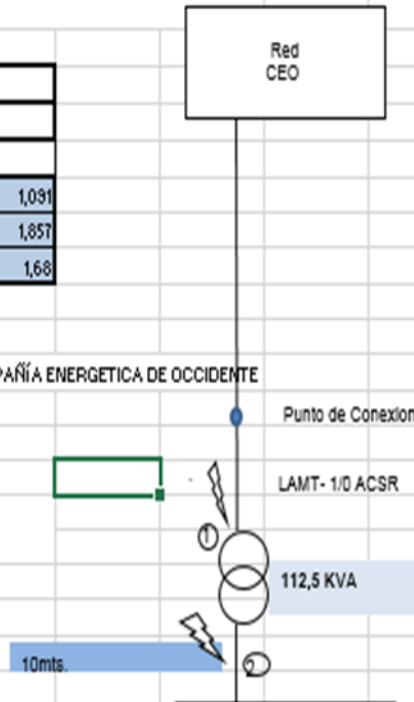 Red
CEO
1,091
1,857
1,68
PAÑÍA ENERGETICA DE OCCIDENTE
Punto de Conexion
LAMT- 1/0 ACSR
1
112,5 KVA
10mts.
2